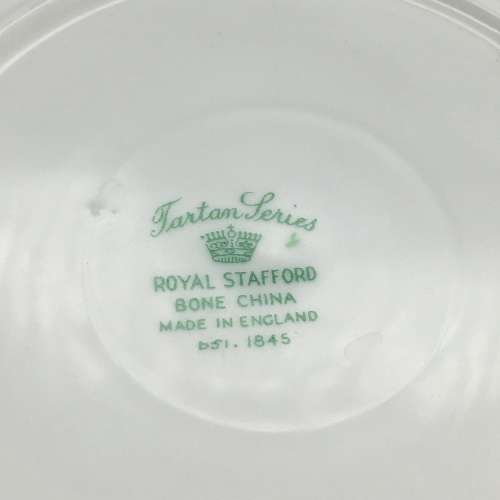 Tartan Series
ROYAL STAFFORD
BONE CHINA
MADE IN ENGLAND
EST. 1845